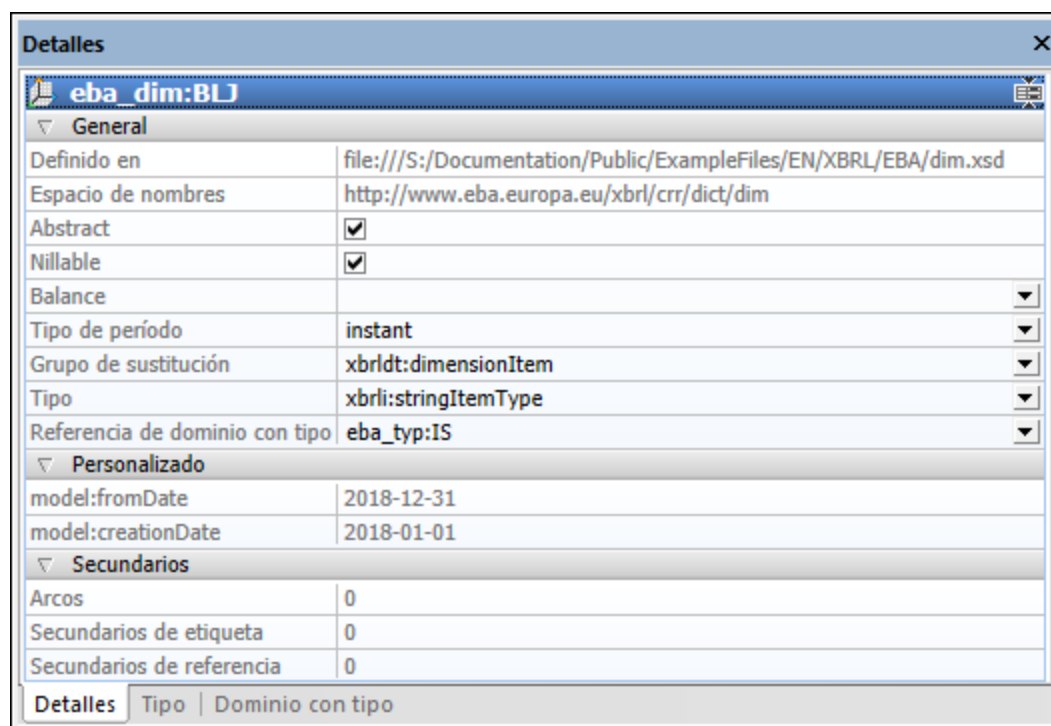 Detalles
eba_dim:BLJ
General
Definido en file:///S:/Documentation/Public/ExampleFiles/EN/XBRL/EBA/dim.xsd
Espacio de nombres http://www.eba.europa.eu/xbrl/crr/dict/dim
Abstract
Nillable
Balance
Tipo de período instant
Grupo de sustitución xbrldt:dimensionItem
Tipo xbrli:stringItemType
Referencia de dominio con tipo eba_typ:IS
Personalizado
model:fromDate 2018-12-31
model:creationDate 2018-01-01
Secundarios
Arcos 0
Secundarios de etiqueta 0
Secundarios de referencia 0
Detalles Tipo | Dominio con tipo